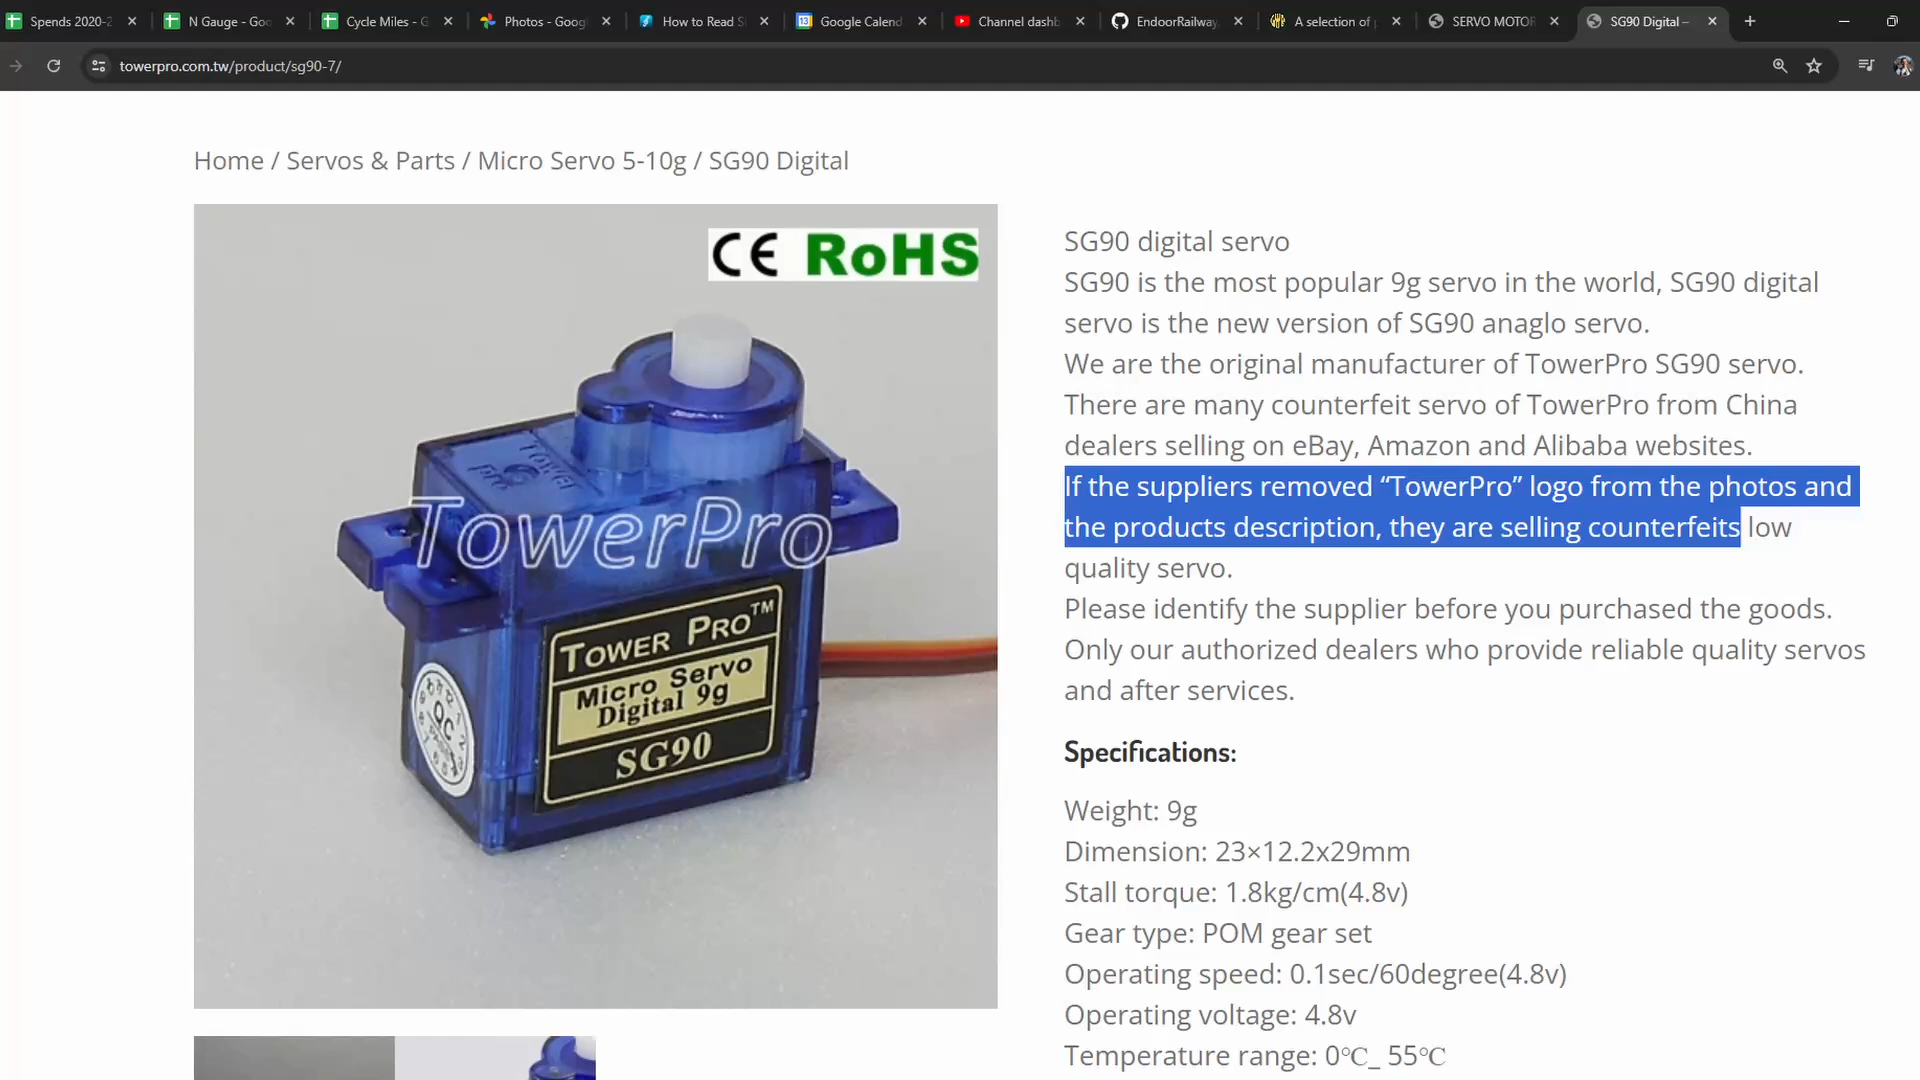 Spends 2020-2
N Gauge - Goo
Cycle Miles - G
Photos - Googl
How to Read S
Google Calend
Channel dashb
EndoorRailway
A selection of p
SERVO MOTOR
SG90 Digital –
towerpro.com.tw/product/sg90-7/
Home / Servos & Parts / Micro Servo 5-10g / SG90 Digital
CE RoHS
TowerPro
TOWER PRO™
Micro Servo
Digital 9g
SG90
QC
SG90 digital servo
SG90 is the most popular 9g servo in the world, SG90 digital
servo is the new version of SG90 anaglo servo.
We are the original manufacturer of TowerPro SG90 servo.
There are many counterfeit servo of TowerPro from China
dealers selling on eBay, Amazon and Alibaba websites.
If the suppliers removed “TowerPro” logo from the photos and
the products description, they are selling counterfeits low
quality servo.
Please identify the supplier before you purchased the goods.
Only our authorized dealers who provide reliable quality servos
and after services.
Specifications:
Weight: 9g
Dimension: 23×12.2x29mm
Stall torque: 1.8kg/cm(4.8v)
Gear type: POM gear set
Operating speed: 0.1sec/60degree(4.8v)
Operating voltage: 4.8v
Temperature range: 0℃_ 55℃